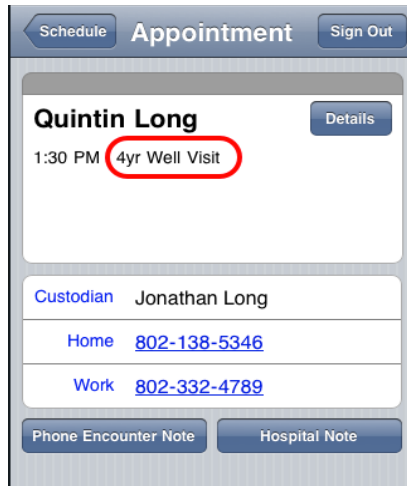 Schedule Appointment Sign Out
Quintin Long Details
1:30 PM 4yr Well Visit
Custodian Jonathan Long
Home 802-138-5346
Work 802-332-4789
Phone Encounter Note Hospital Note